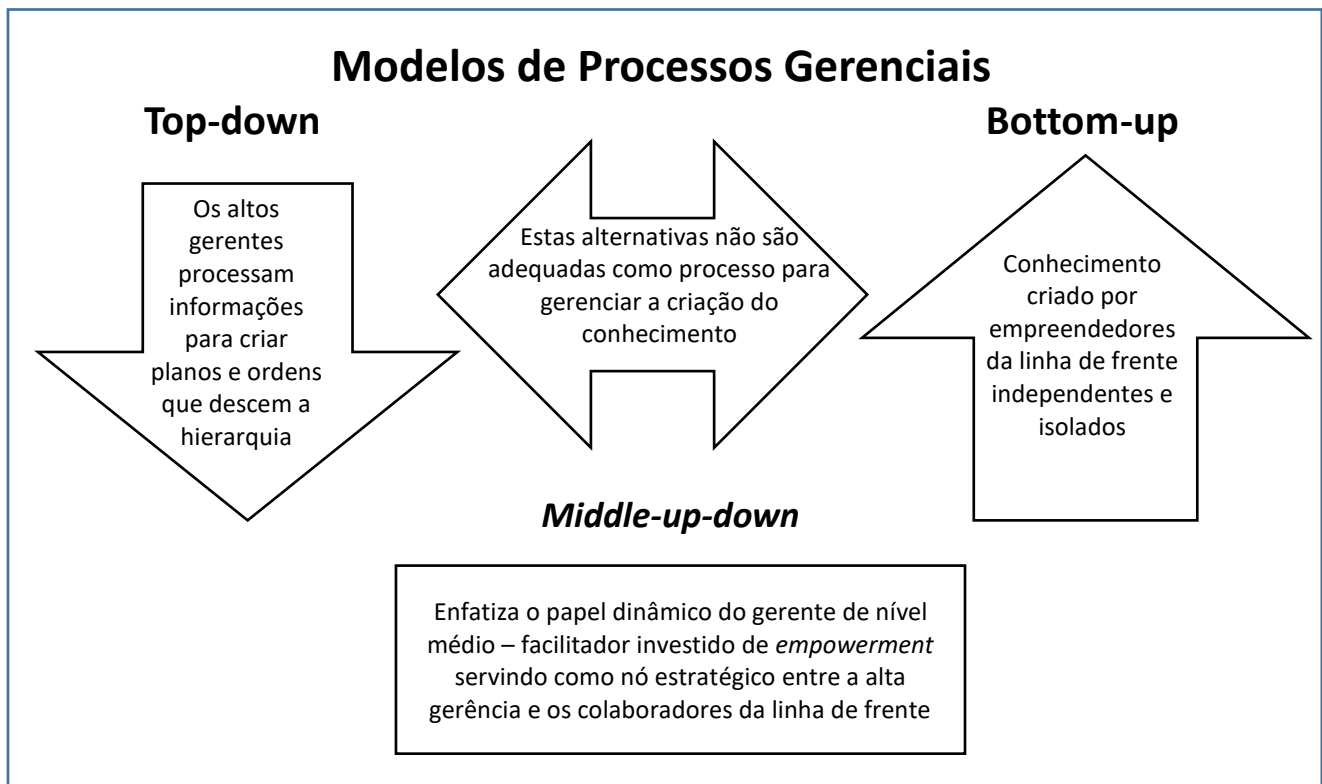 Modelos de Processos Gerenciais
Top-down
Os altos
gerentes
processam
informações
para criar
planos e ordens
que descem a
hierarquia
Estas alternativas não são
adequadas como processo para
gerenciar a criação do
conhecimento
Bottom-up
Conhecimento
criado por
empreendedores
da linha de frente
independentes e
isolados
Middle-up-down
Enfatiza o papel dinâmico do gerente de nível
médio – facilitador investido de empowerment
servindo como nó estratégico entre a alta
gerência e os colaboradores da linha de frente